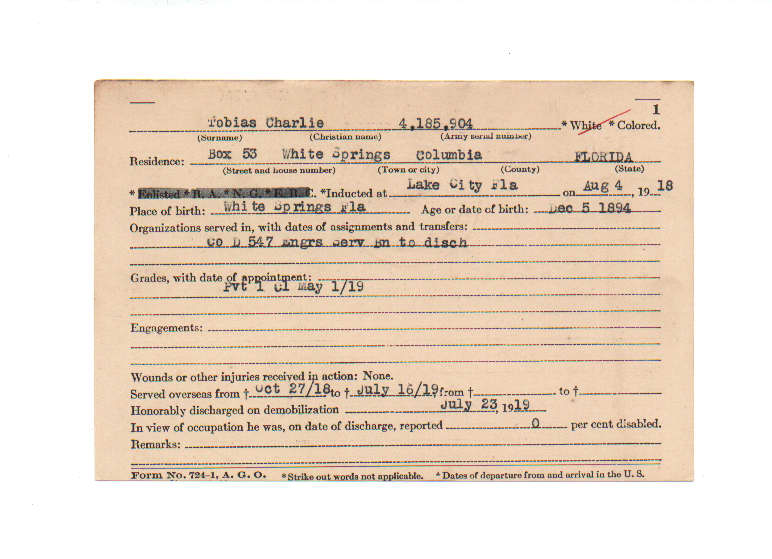 1
Tobias Charlie 4,185,904 * White * Colored.
(Surname) (Christian name) (Army serial number)
Residence: Box 53 White Springs Columbia FLORIDA
(Street and house number) (Town or city) (County) (State)
* Enlisted * R. A. * N. G. * E. R. C. *Inducted at Lake City Fla on Aug 4, 1918
Place of birth: White Springs Fla Age or date of birth: Dec 5 1894
Organizations served in, with dates of assignments and transfers:
Co D 547 Engrs Serv Bn to disch
Grades, with date of appointment:
Pvt 1 Cl May 1/19
Engagements:
Wounds or other injuries received in action: None.
Served overseas from † Oct 27/18 to † July 16/19 from † to †
Honorably discharged on demobilization July 23, 1919
In view of occupation he was, on date of discharge, reported 0 per cent disabled.
Remarks:
Form No. 724-1, A. G. O. *Strike out words not applicable. † Dates of departure from and arrival in the U. S.